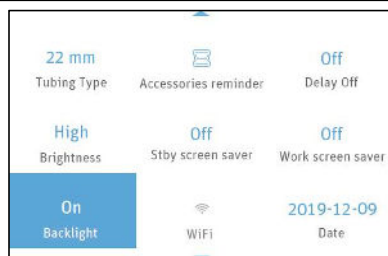 22 mm
Off
Tubing Type
Accessories reminder
Delay Off
High
Off
Off
Brightness
Stby screen saver
Work screen saver
On
2019-12-09
Backlight
WiFi
Date